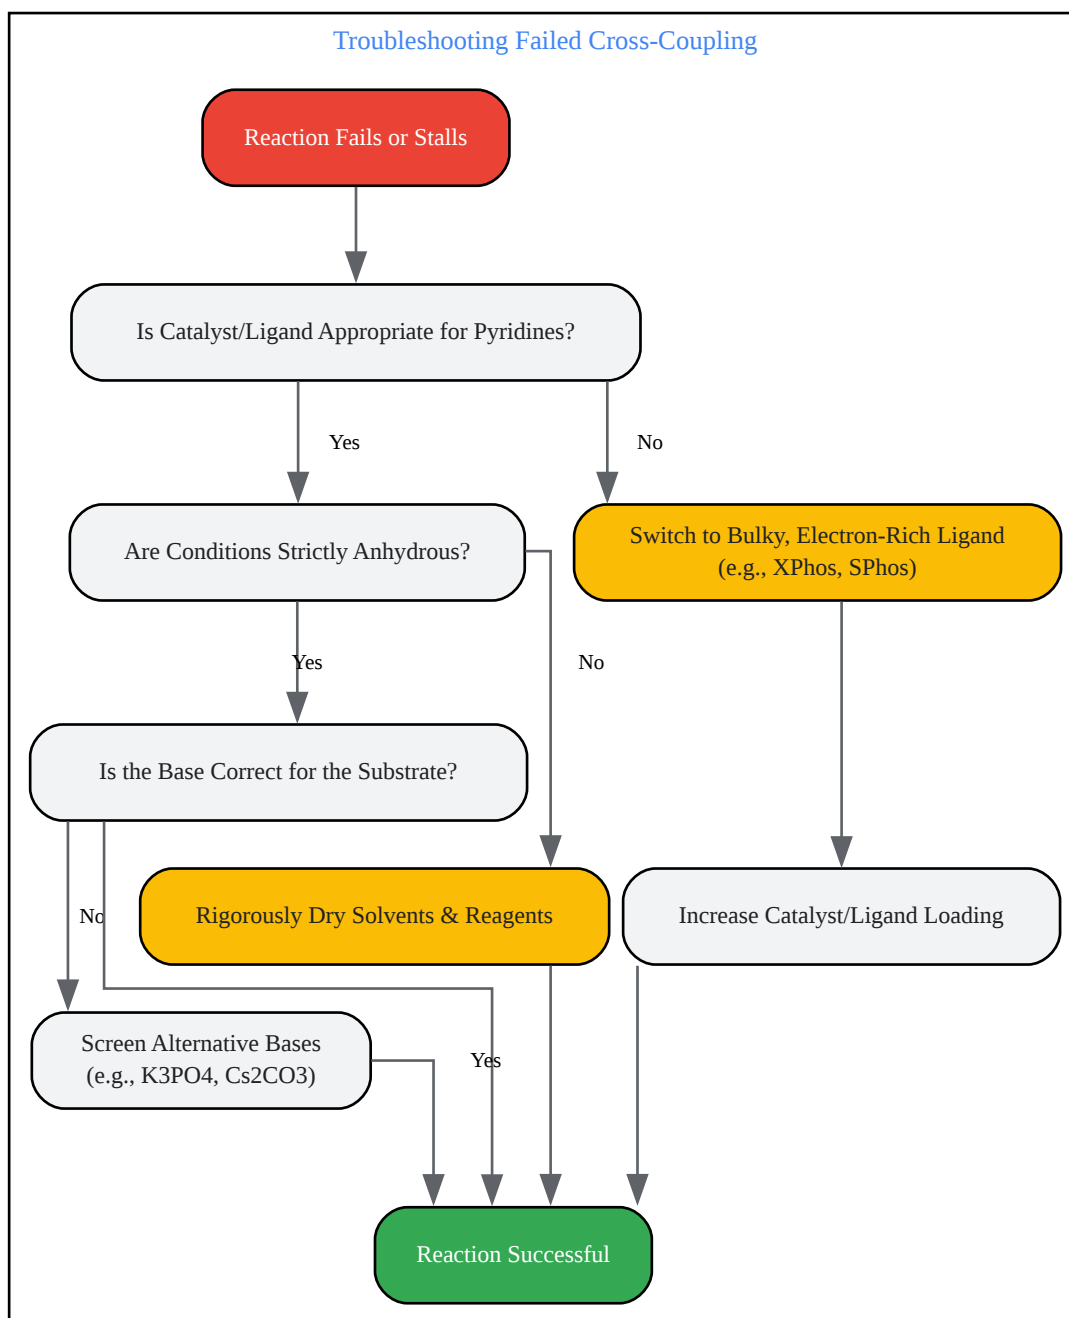 Troubleshooting Failed Cross-Coupling
Reaction Fails or Stalls
Is Catalyst/Ligand Appropriate for Pyridines?
Yes
No
Are Conditions Strictly Anhydrous?
Switch to Bulky, Electron-Rich Ligand
(e.g., XPhos, SPhos)
Yes
No
Is the Base Correct for the Substrate?
No
Rigorously Dry Solvents & Reagents
Increase Catalyst/Ligand Loading
Screen Alternative Bases
(e.g., K3PO4, Cs2CO3)
Yes
Reaction Successful